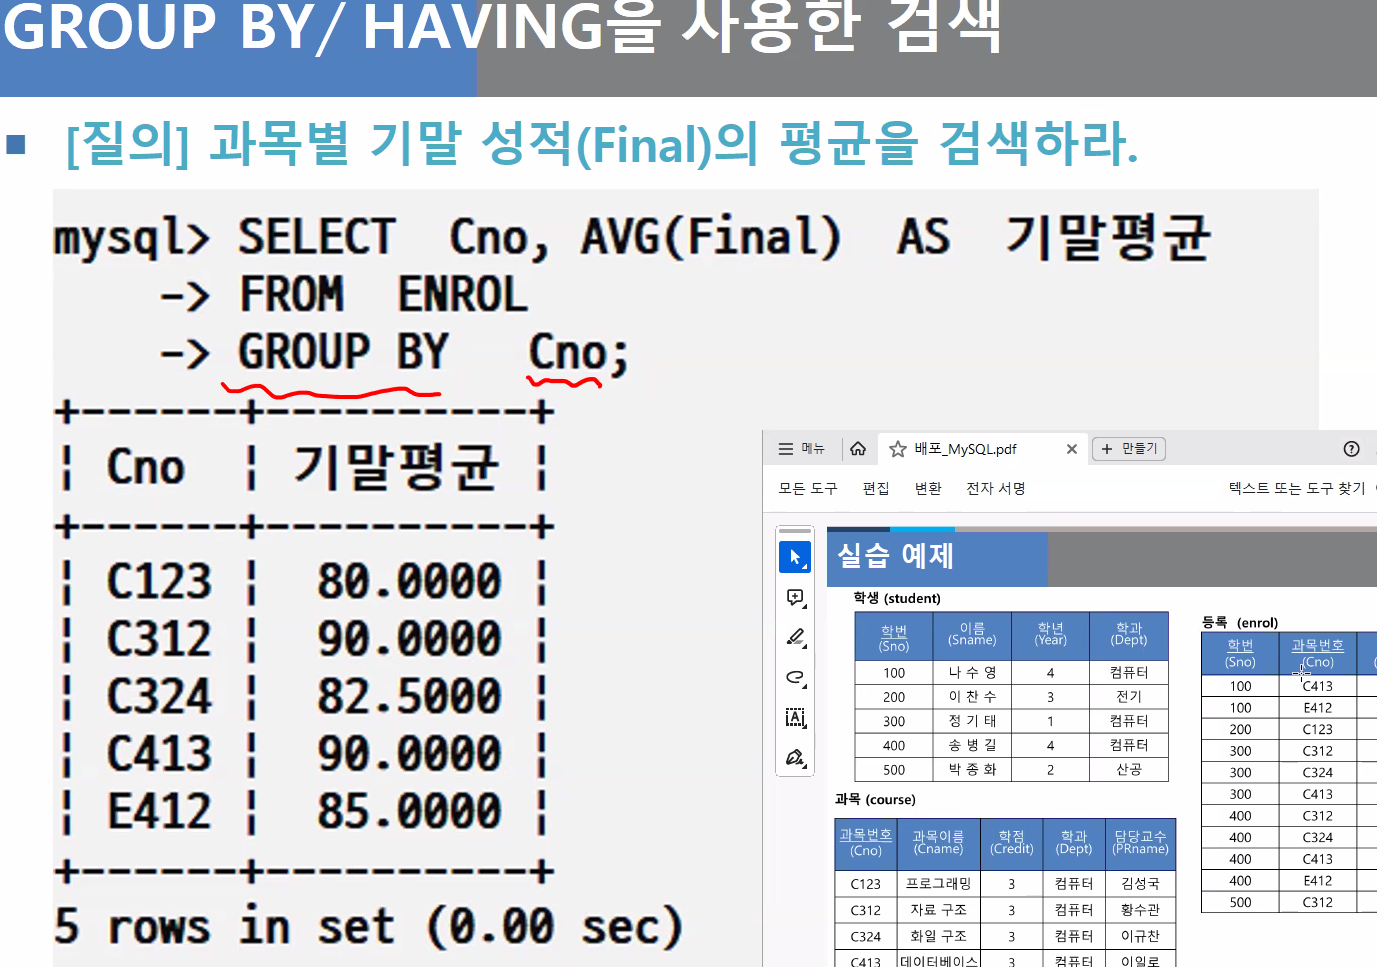 GROUP BY/ HAVING을 사용한 검색
[질의] 과목별 기말 성적(Final)의 평균을 검색하라.
mysql> SELECT Cno, AVG(Final) AS 기말평균
-> FROM ENROL
-> GROUP BY Cno;
+------+----------+
| Cno | 기말평균 |
+------+----------+
| C123 | 80.0000 |
| C312 | 90.0000 |
| C324 | 82.5000 |
| C413 | 90.0000 |
| E412 | 85.0000 |
+------+----------+
5 rows in set (0.00 sec)
메뉴 배포_MySQL.pdf × + 만들기
모든 도구 편집 변환 전자 서명 텍스트 또는 도구 찾기
실습 예제
학생 (student)
학번 이름 학년 학과
(Sno) (Sname) (Year) (Dept)
100 나 수 영 4 컴퓨터
200 이 찬 수 3 전기
300 정 기 태 1 컴퓨터
400 송 병 길 4 컴퓨터
500 박 종 화 2 산공
과목 (course)
과목번호 과목이름 학점 학과 담당교수
(Cno) (Cname) (Credit) (Dept) (PRname)
C123 프로그래밍 3 컴퓨터 김성국
C312 자료 구조 3 컴퓨터 황수관
C324 화일 구조 3 컴퓨터 이규찬
C413 데이터베이스 3 컴퓨터 이일로
등록 (enrol)
학번 과목번호
(Sno) (Cno)
100 C413
100 E412
200 C123
300 C312
300 C324
300 C413
400 C312
400 C324
400 C413
400 E412
500 C312